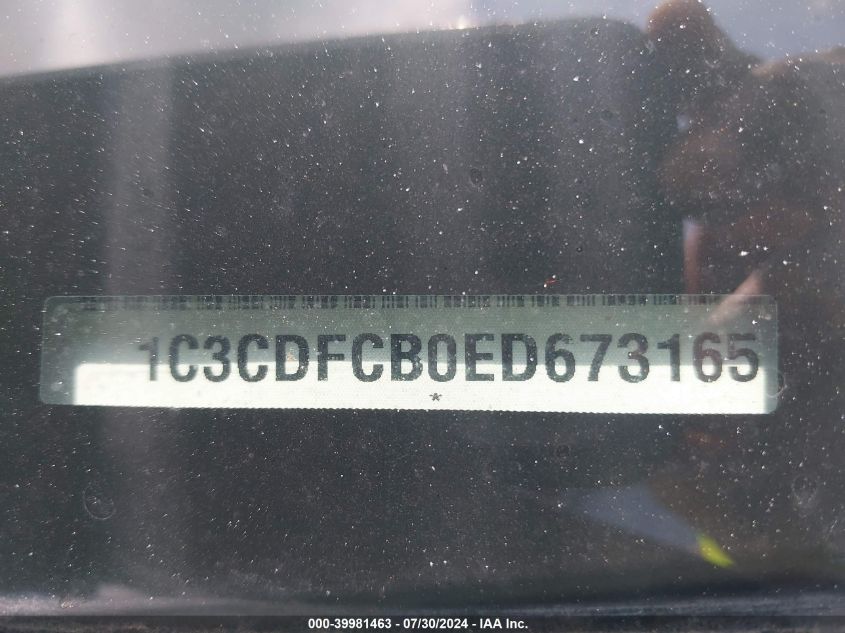 1C3CDFCB0ED673165
*
000-39981463 - 07/30/2024 - IAA Inc.